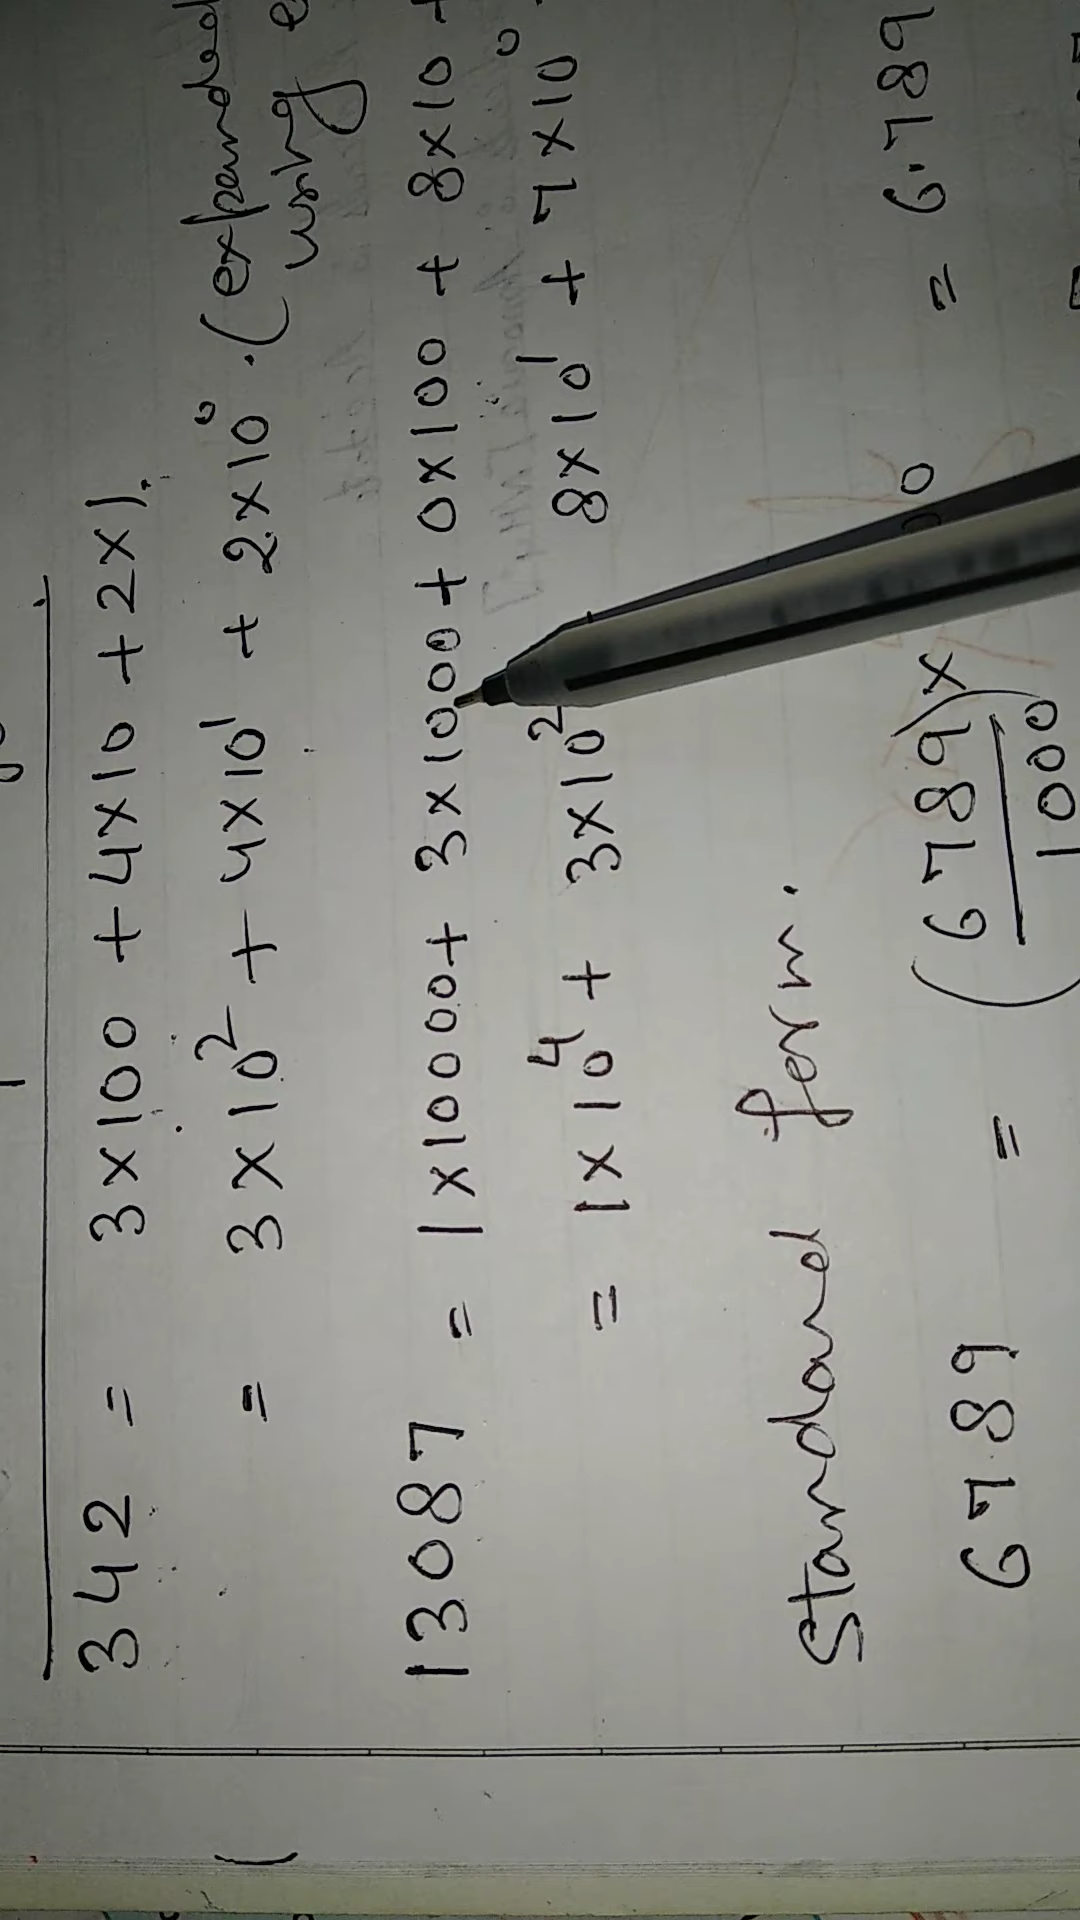 342 = 3×100 + 4×10 + 2×1.
= 3×10² + 4×10¹ + 2×10⁰. (expanded
using
13087 = 1×10000+ 3×1000+ 0×100 + 8×10 +
= 1×10⁴ + 3×10² 8×10¹ + 7×10⁰
Standard form.
6789 = (6789/1000) × = 6.789